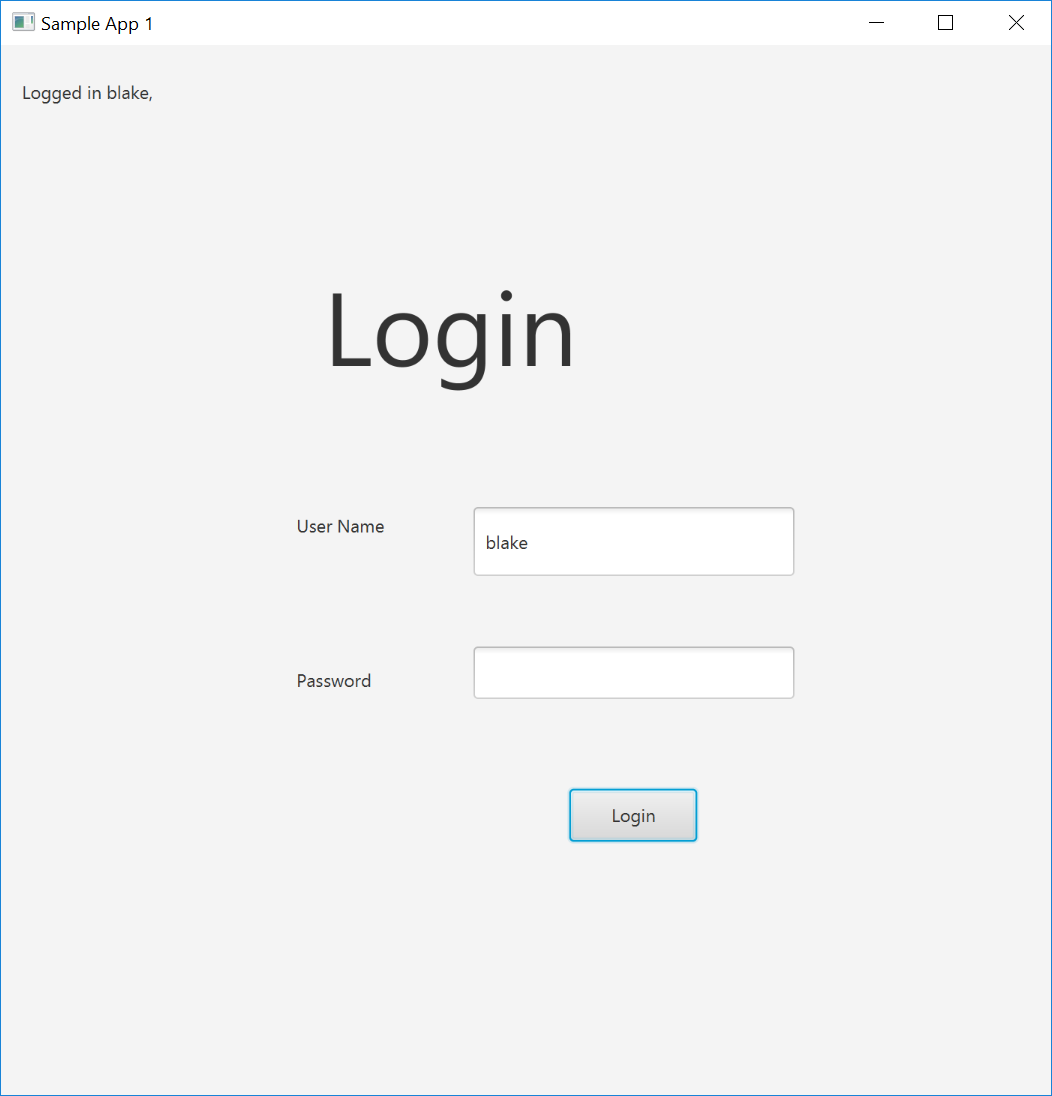 Sample App 1
Logged in blake,
Login
User Name
blake
Password
Login